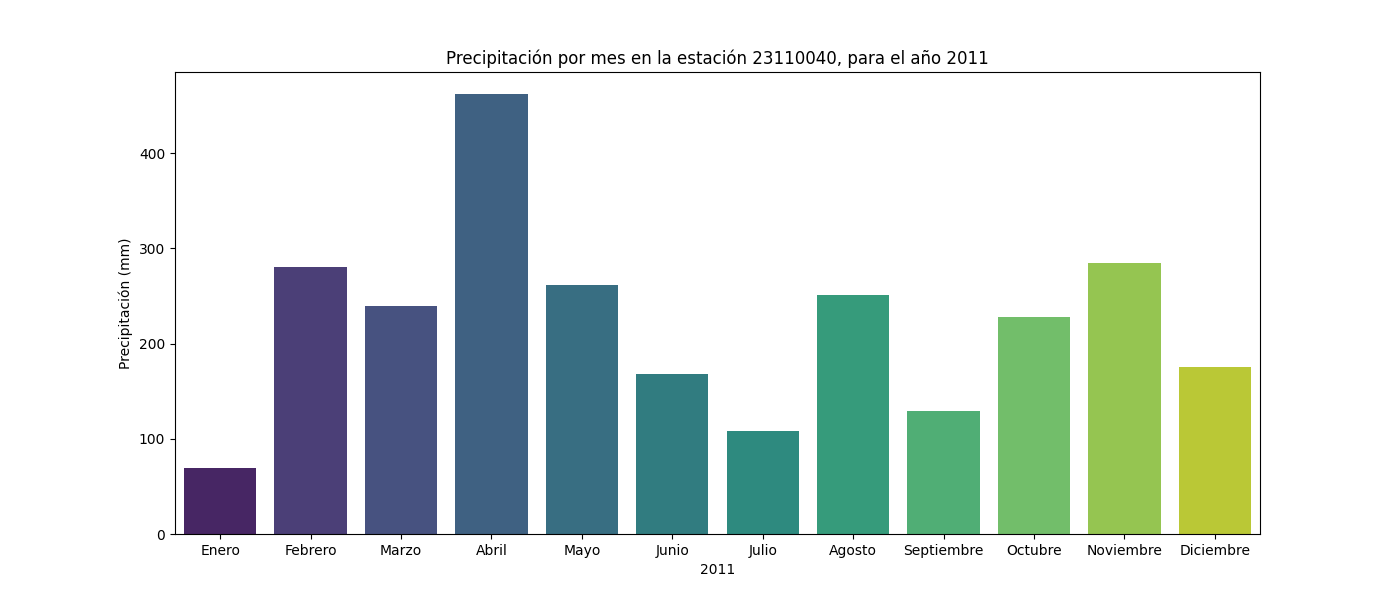 Precipitación por mes en la estación 23110040, para el año 2011
Precipitación (mm)
400
300
200
100
0
Enero Febrero Marzo Abril Mayo Junio Julio Agosto Septiembre Octubre Noviembre Diciembre
2011